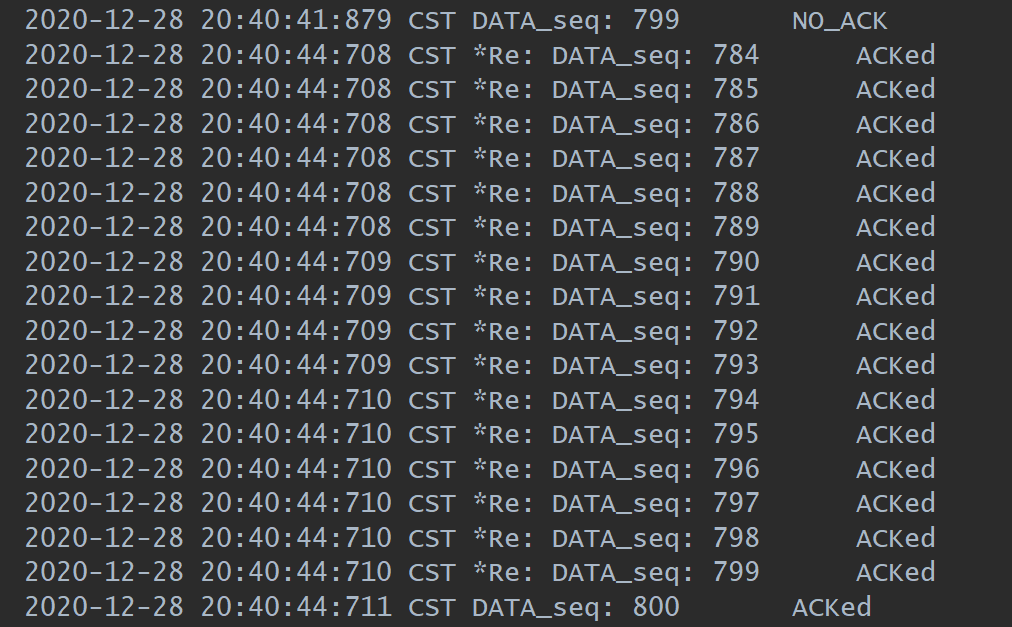 2020-12-28 20:40:41:879 CST DATA_seq: 799       NO_ACK
2020-12-28 20:40:44:708 CST *Re: DATA_seq: 784      ACKed
2020-12-28 20:40:44:708 CST *Re: DATA_seq: 785      ACKed
2020-12-28 20:40:44:708 CST *Re: DATA_seq: 786      ACKed
2020-12-28 20:40:44:708 CST *Re: DATA_seq: 787      ACKed
2020-12-28 20:40:44:708 CST *Re: DATA_seq: 788      ACKed
2020-12-28 20:40:44:708 CST *Re: DATA_seq: 789      ACKed
2020-12-28 20:40:44:709 CST *Re: DATA_seq: 790      ACKed
2020-12-28 20:40:44:709 CST *Re: DATA_seq: 791      ACKed
2020-12-28 20:40:44:709 CST *Re: DATA_seq: 792      ACKed
2020-12-28 20:40:44:709 CST *Re: DATA_seq: 793      ACKed
2020-12-28 20:40:44:710 CST *Re: DATA_seq: 794      ACKed
2020-12-28 20:40:44:710 CST *Re: DATA_seq: 795      ACKed
2020-12-28 20:40:44:710 CST *Re: DATA_seq: 796      ACKed
2020-12-28 20:40:44:710 CST *Re: DATA_seq: 797      ACKed
2020-12-28 20:40:44:710 CST *Re: DATA_seq: 798      ACKed
2020-12-28 20:40:44:710 CST *Re: DATA_seq: 799      ACKed
2020-12-28 20:40:44:711 CST DATA_seq: 800       ACKed